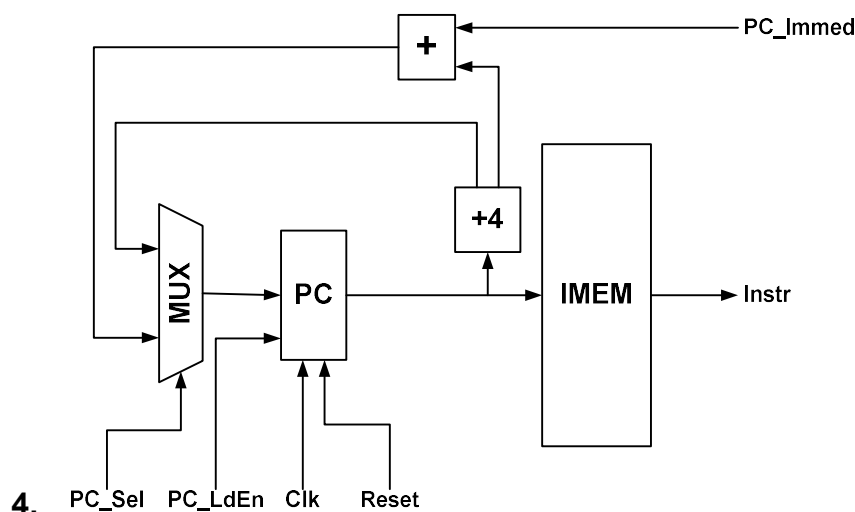 +
PC_Immed
+4
MUX
PC
IMEM
Instr
4. PC_Sel PC_LdEn Clk Reset